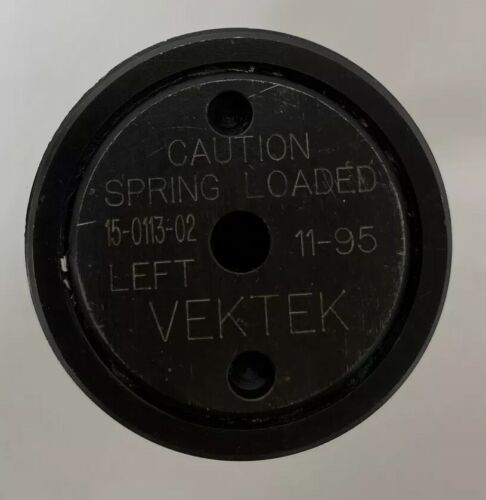 CAUTION
SPRING LOADED
15-0113-02 11-95
LEFT
VEKTEK